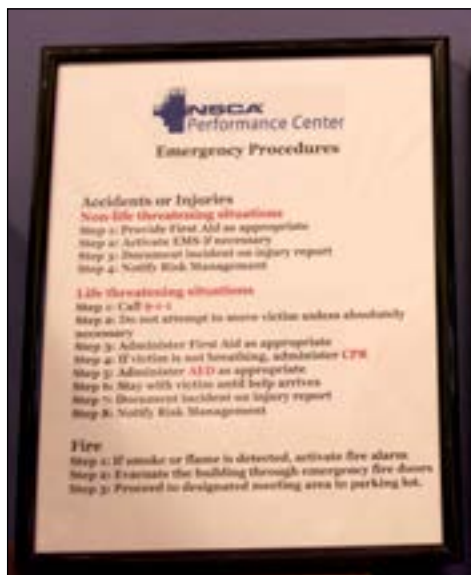 NSCA
Performance Center
Emergency Procedures
Accidents or Injuries
Non-life threatening situations
Step 1: Provide First Aid as appropriate
Step 2: Activate EMS if necessary
Step 3: Document incident on injury report
Step 4: Notify Risk Management
Life threatening situations
Step 1: Call 9-1-1
Step 2: Do not attempt to move victim unless absolutely
necessary
Step 3: Administer First Aid as appropriate
Step 4: If victim is not breathing, administer CPR
Step 5: Administer AED as appropriate
Step 6: Stay with victim until help arrives
Step 7: Document incident on injury report
Step 8: Notify Risk Management
Fire
Step 1: If smoke or flame is detected, activate fire alarm
Step 2: Evacuate the building through emergency fire doors
Step 3: Proceed to designated meeting area in parking lot.